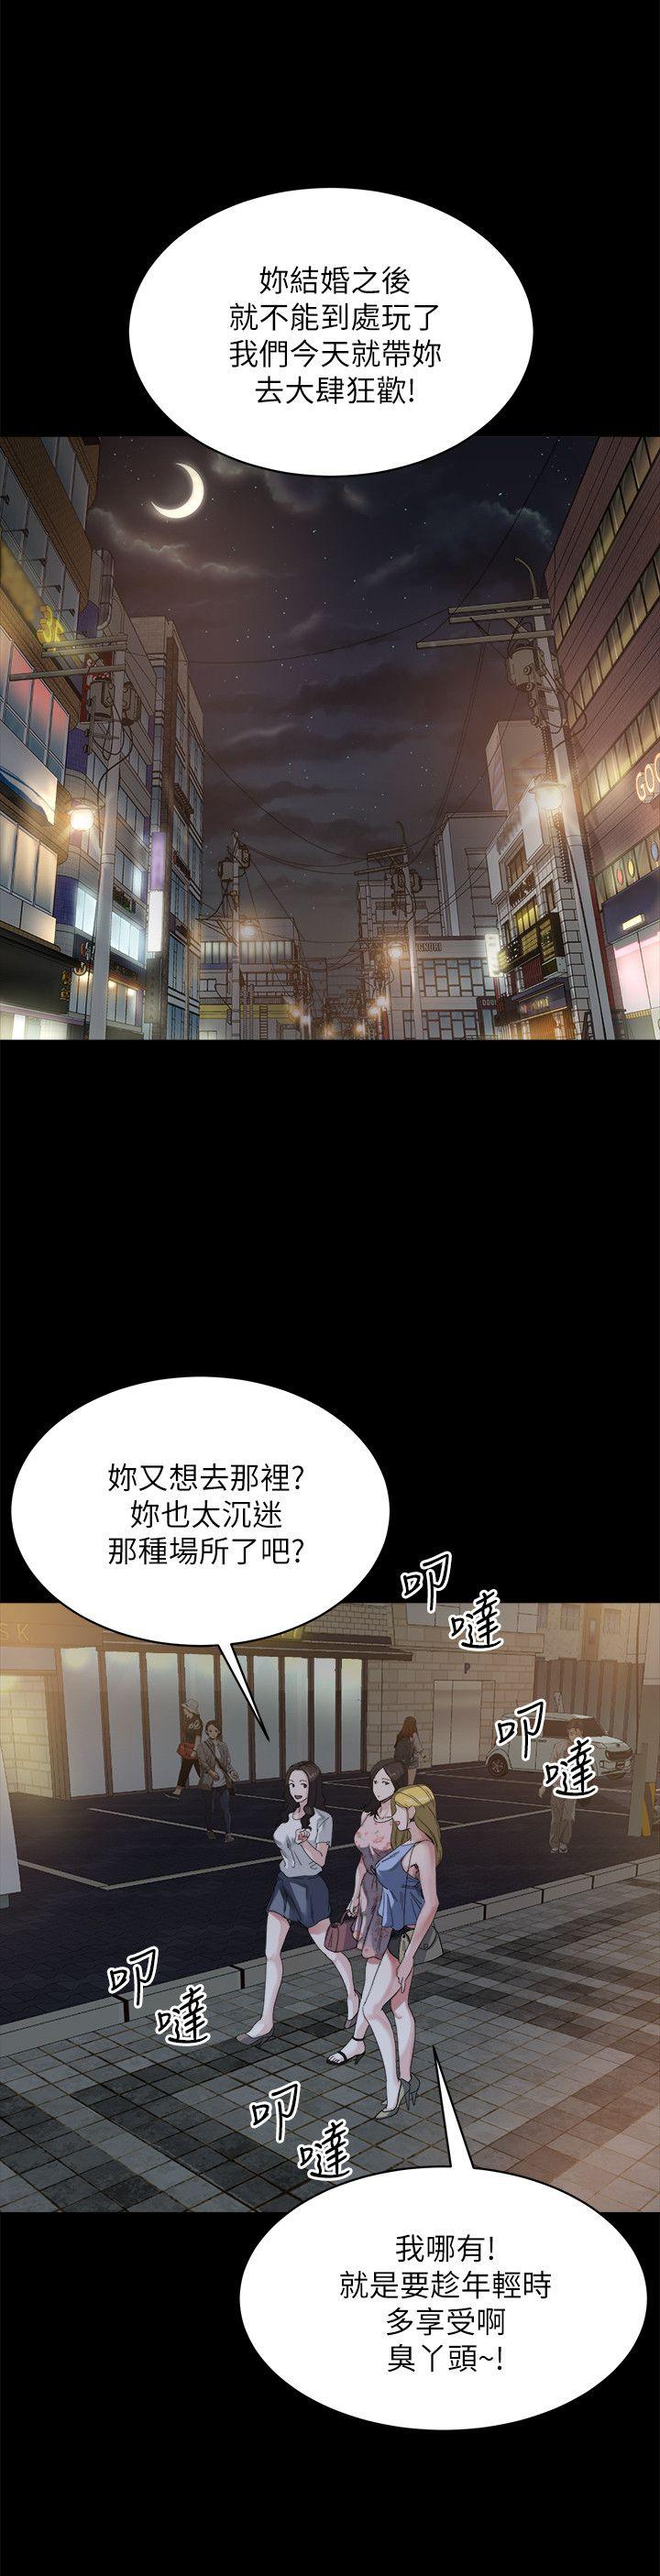 妳結婚之後
就不能到處玩了
我們今天就帶妳
去大肆狂歡!
GOO
妳又想去那裡?
妳也太沉迷
那種場所了吧?
叩
噠
SK
P
叩
噠
叩
噠
叩
噠
我哪有!
就是要趁年輕時
多享受啊
臭丫頭~!